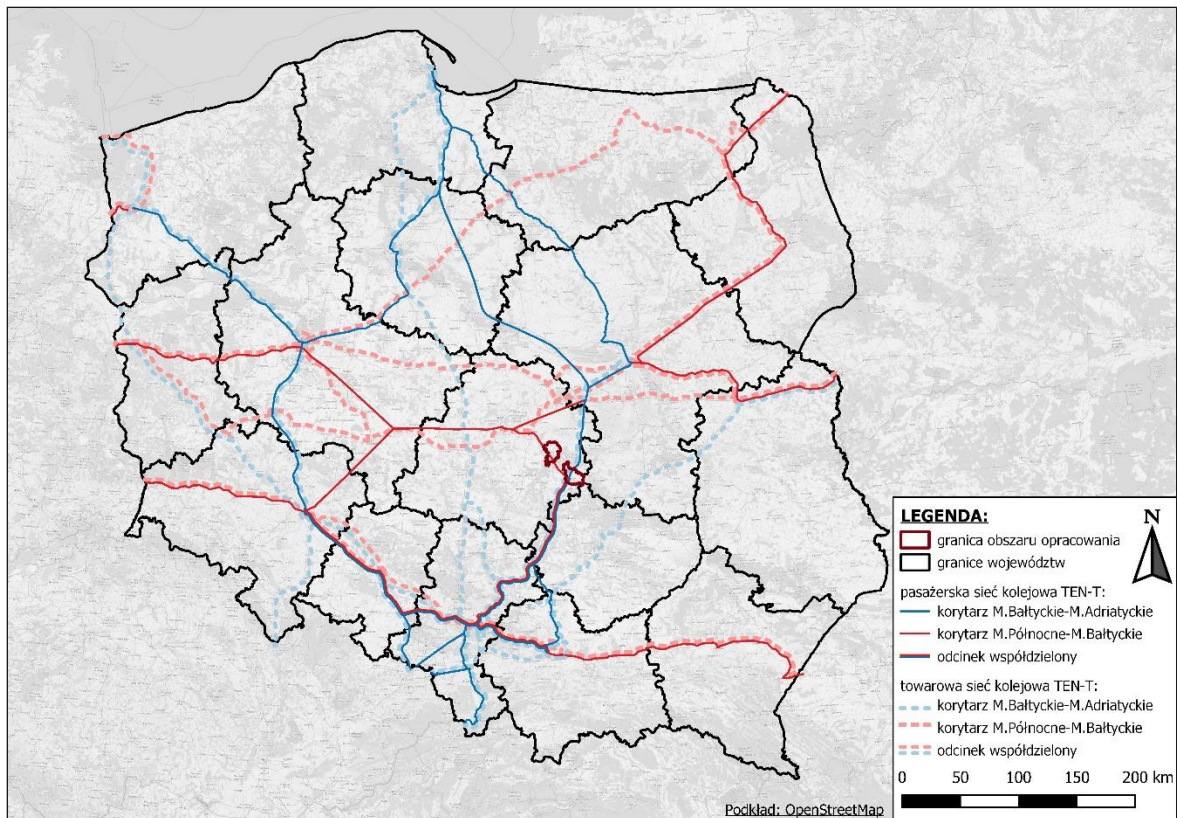 LEGENDA:
N
granica obszaru opracowania
granice województw
pasażerska sieć kolejowa TEN-T:
korytarz M.Bałtyckie-M.Adriatyckie
korytarz M.Północne-M.Bałtyckie
odcinek współdzielony
towarowa sieć kolejowa TEN-T:
korytarz M.Bałtyckie-M.Adriatyckie
korytarz M.Północne-M.Bałtyckie
odcinek współdzielony
0 50 100 150 200 km
Podkład: OpenStreetMap